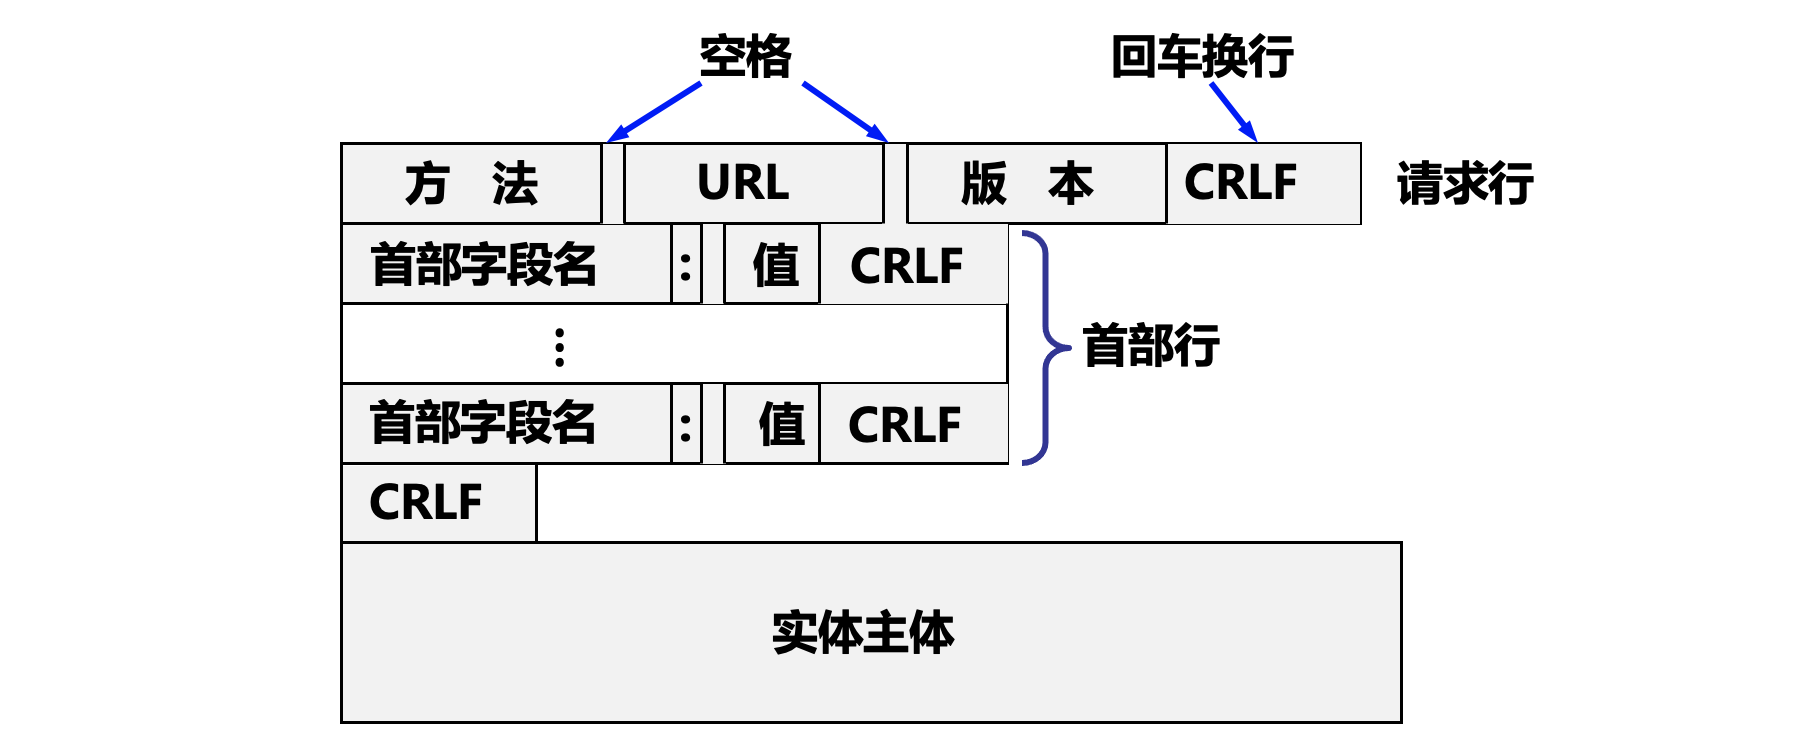 空格 回车换行
方 法 URL 版 本 CRLF 请求行
首部字段名 : 值 CRLF
⋮ 首部行
首部字段名 : 值 CRLF
CRLF
实体主体